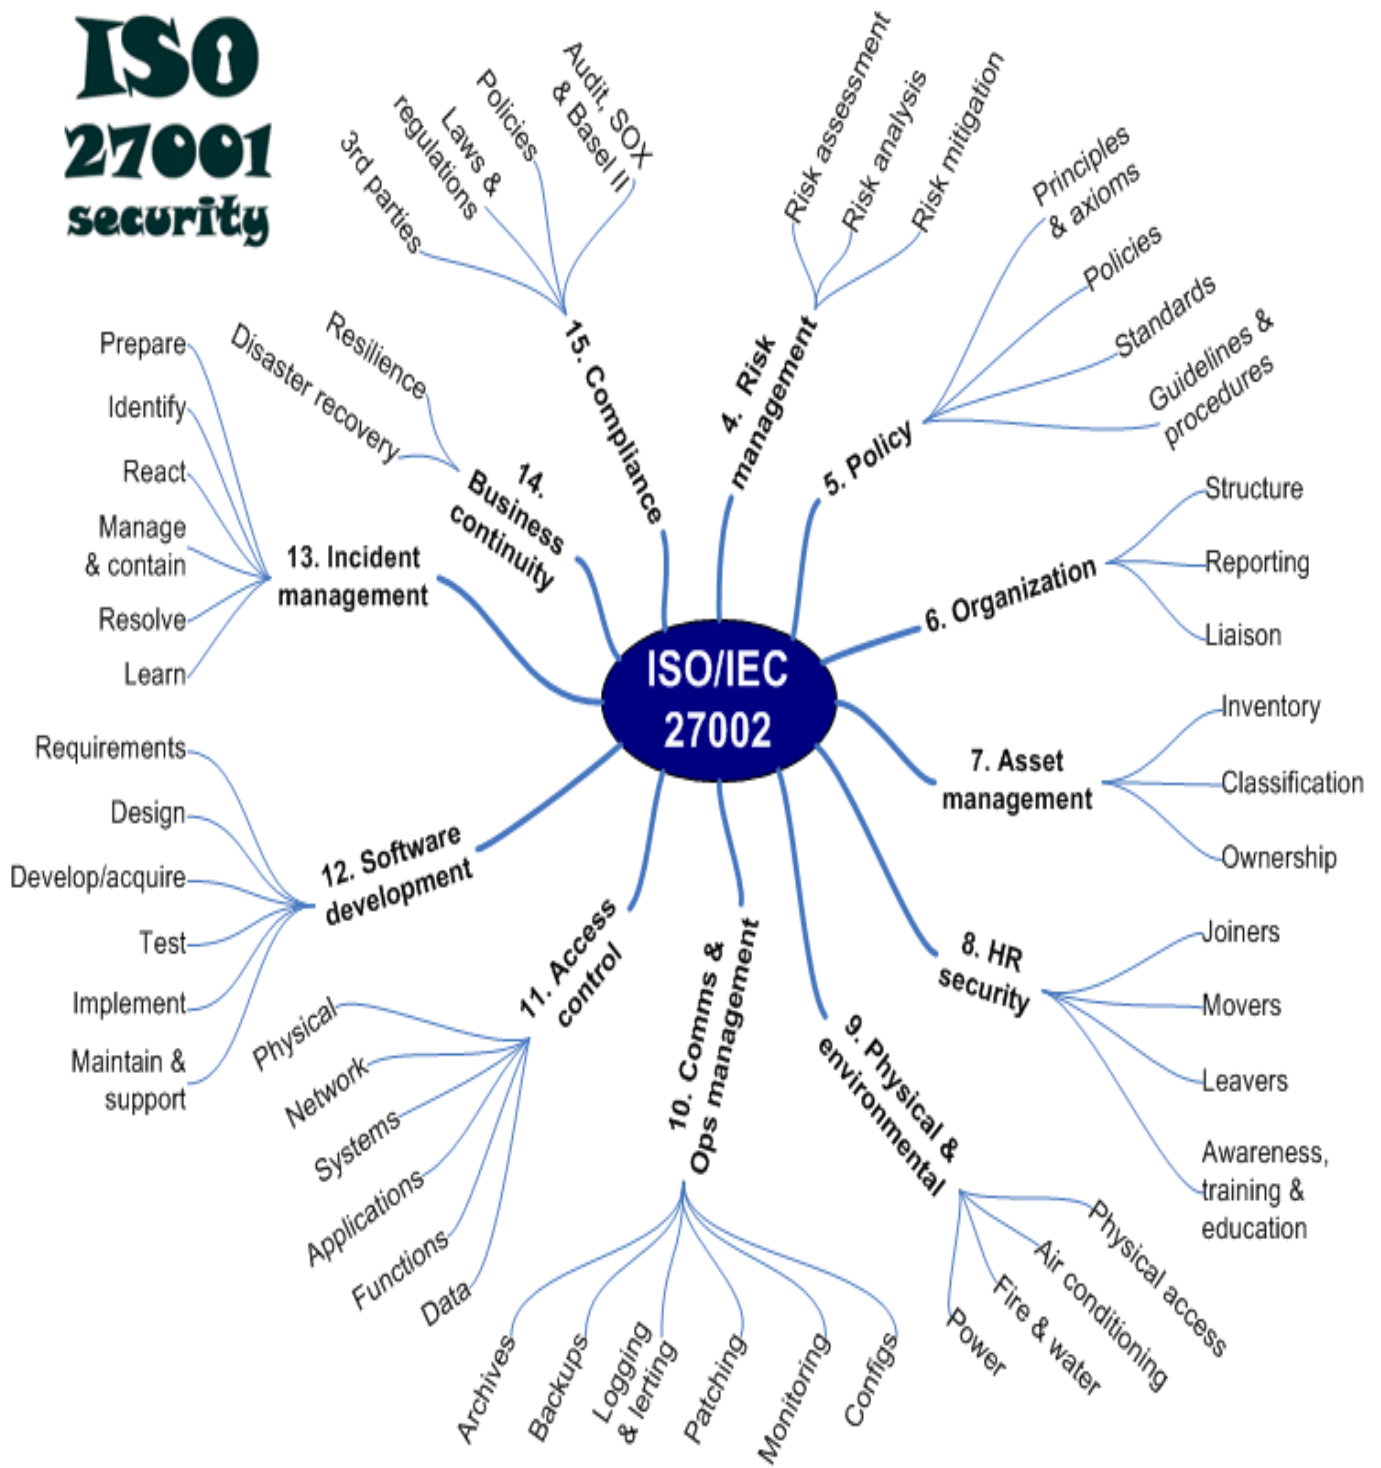 ISO
27001
security
ISO/IEC
27002
4. Risk
management
Risk assessment
Risk analysis
Risk mitigation
5. Policy
Principles
& axioms
Policies
Standards
Guidelines &
procedures
6. Organization
Structure
Reporting
Liaison
7. Asset
management
Inventory
Classification
Ownership
8. HR
security
Joiners
Movers
Leavers
Awareness,
training &
education
9. Physical &
environmental
Physical access
Air conditioning
Fire & water
Power
10. Comms &
Ops management
Archives
Backups
Logging
& lerting
Patching
Monitoring
Configs
11. Access
control
Physical
Network
Systems
Applications
Functions
Data
12. Software
development
Requirements
Design
Develop/acquire
Test
Implement
Maintain &
support
13. Incident
management
Prepare
Identify
React
Manage
& contain
Resolve
Learn
14.
Business
continuity
Resilience
Disaster recovery
15. Compliance
3rd parties
Laws &
regulations
Policies
Audit, SOX
& Basel II